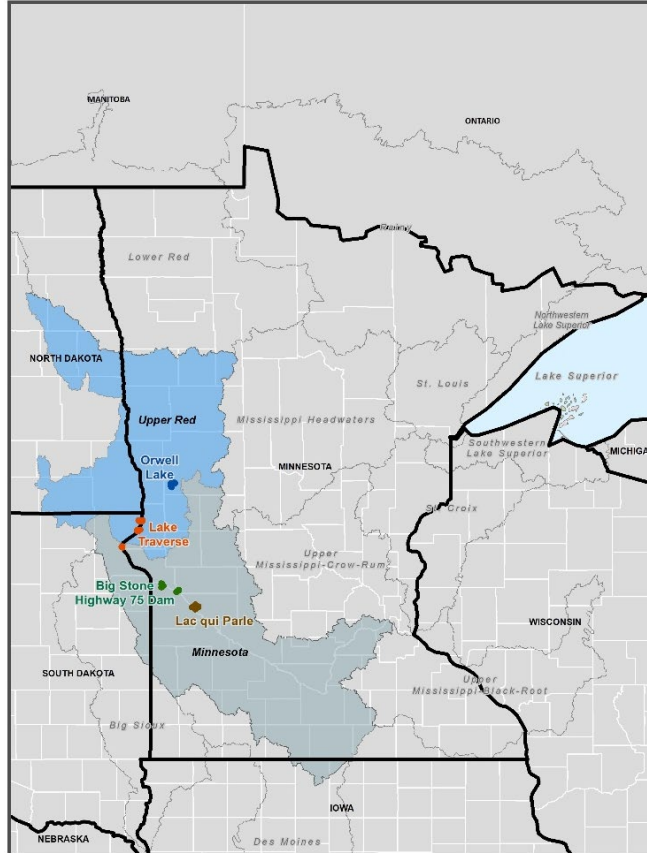 MANITOBA
ONTARIO
Rainy
Lower Red
Northwestern
Lake Superior
NORTH DAKOTA
St. Louis
Lake Superior
Upper Red
Mississippi Headwaters
Southwestern
Lake Superior
MICHIGA
Orwell
Lake
MINNESOTA
St. Croix
Lake
Traverse
Upper
Mississippi-Crow-Rum
Big Stone
Highway 75 Dam
Lac qui Parle
WISCONSIN
Minnesota
SOUTH DAKOTA
Upper
Mississippi-Black-Root
Big Sioux
IOWA
NEBRASKA
Des Moines